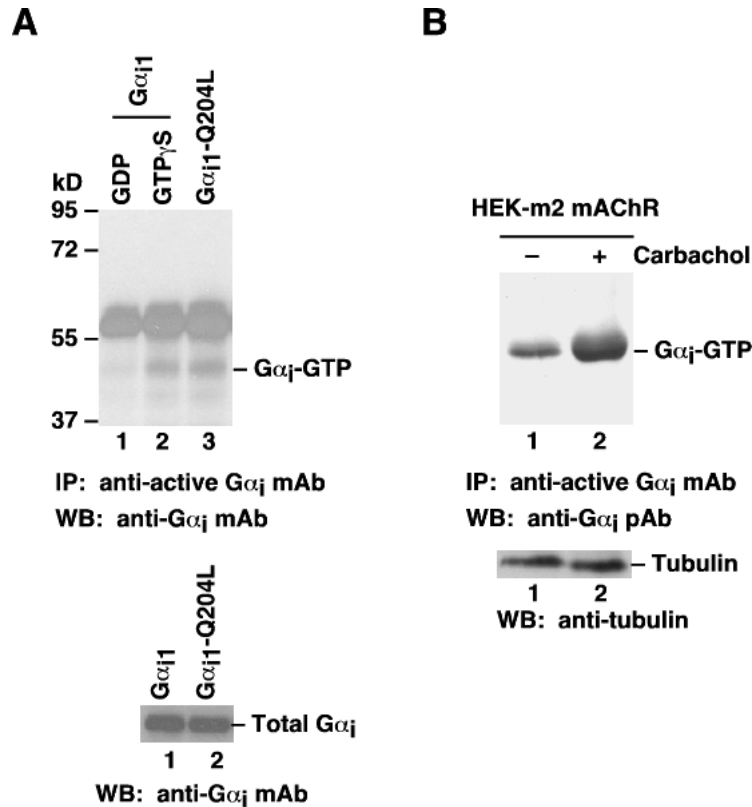 A
Gαi1
GDP
GTPγS
Gαi1-Q204L
kD
95
72
55
37
Gαi-GTP
1 2 3
IP: anti-active Gαi mAb
WB: anti-Gαi mAb
Gαi1
Gαi1-Q204L
Total Gαi
1 2
WB: anti-Gαi mAb
B
HEK-m2 mAChR
– + Carbachol
Gαi-GTP
1 2
IP: anti-active Gαi mAb
WB: anti-Gαi pAb
Tubulin
1 2
WB: anti-tubulin